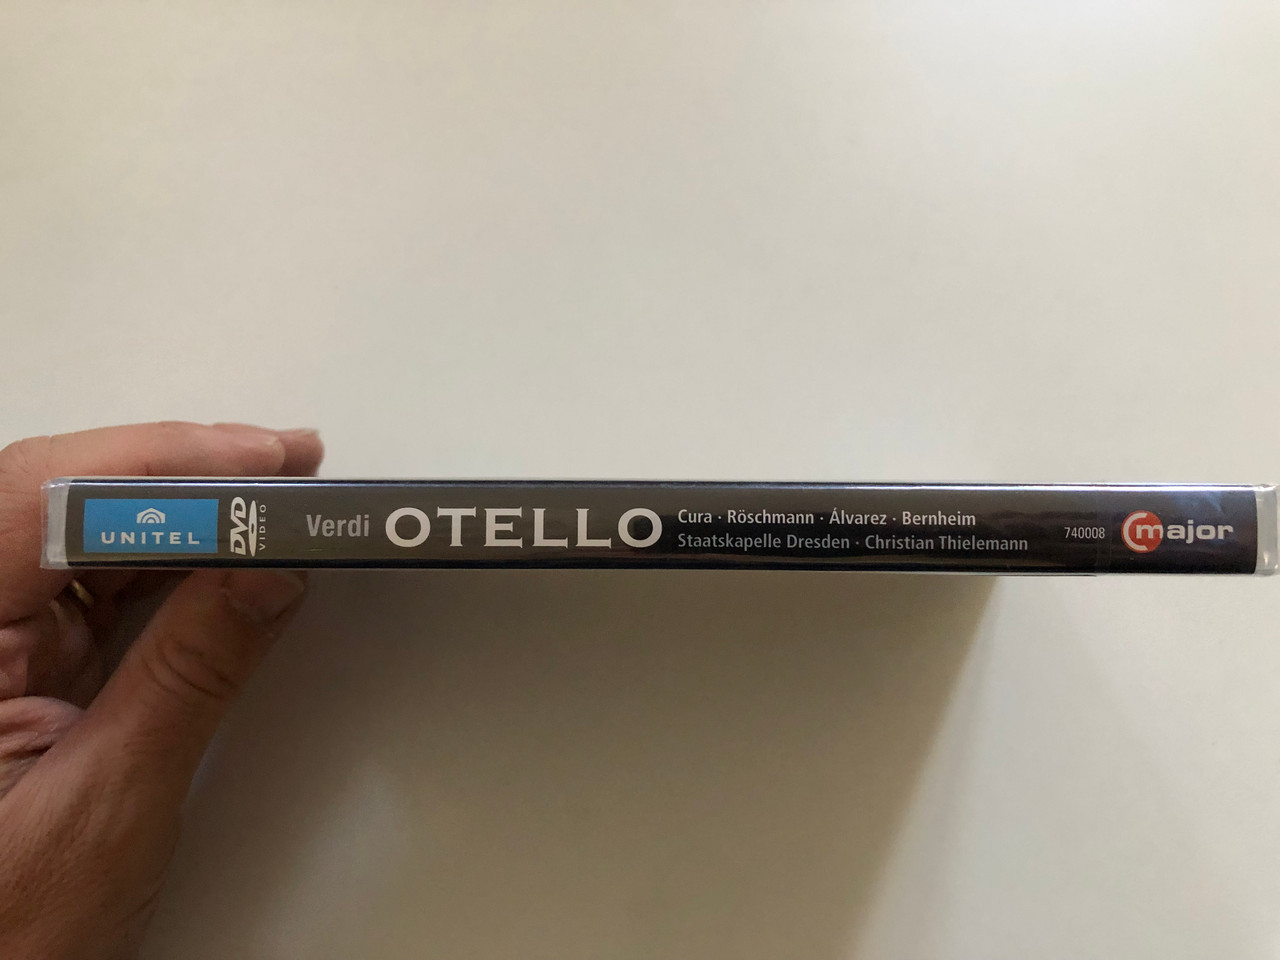 UNITEL
DVD
VIDEO
Verdi OTELLO
Cura · Röschmann · Álvarez · Bernheim
Staatskapelle Dresden · Christian Thielemann
740008
major